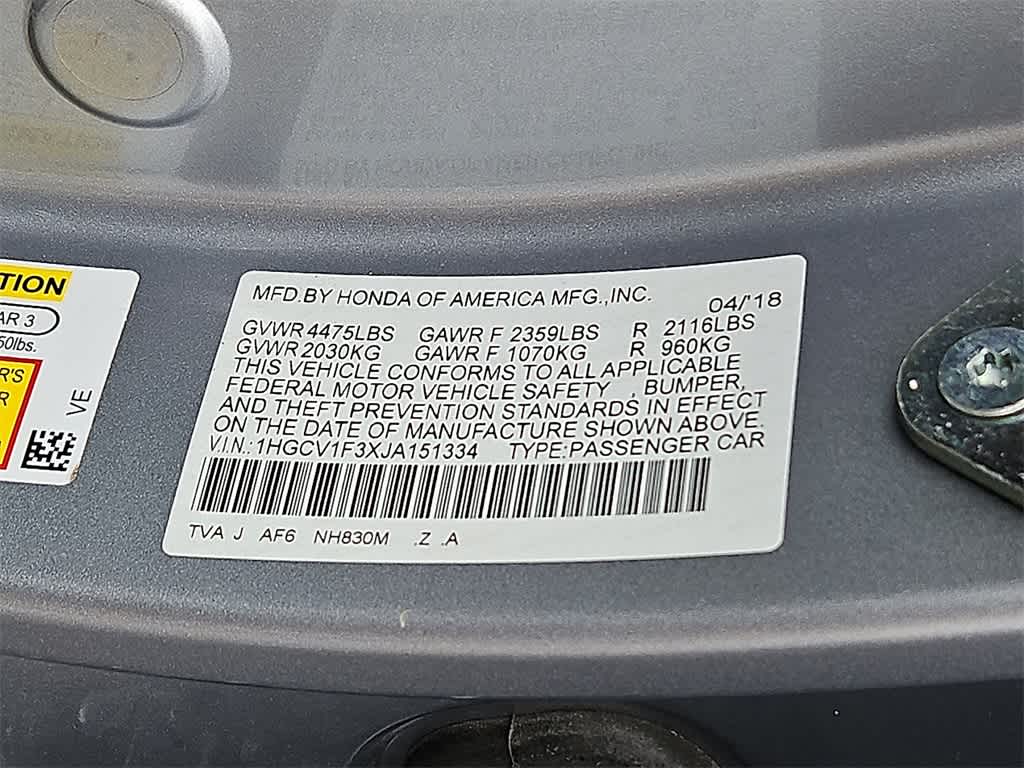 TION
AR 3
50lbs.
R'S
R
VE
MFD.BY HONDA OF AMERICA MFG.,INC. 04/'18
GVWR 4475LBS GAWR F 2359LBS R 2116LBS
GVWR 2030KG GAWR F 1070KG R 960KG
THIS VEHICLE CONFORMS TO ALL APPLICABLE
FEDERAL MOTOR VEHICLE SAFETY , BUMPER,
AND THEFT PREVENTION STANDARDS IN EFFECT
ON THE DATE OF MANUFACTURE SHOWN ABOVE.
V.I.N.:1HGCV1F3XJA151334 TYPE:PASSENGER CAR
TVA J AF6 NH830M .Z .A